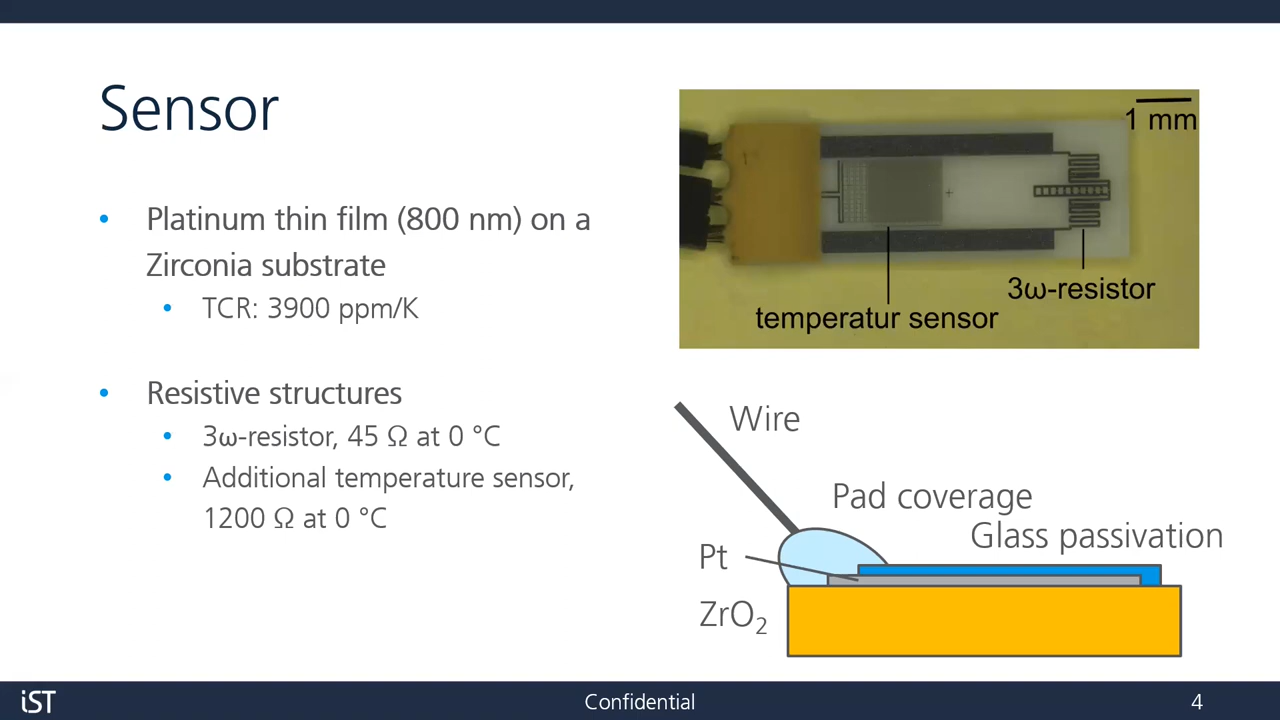 Sensor
Platinum thin film (800 nm) on a
Zirconia substrate
TCR: 3900 ppm/K
Resistive structures
3ω-resistor, 45 Ω at 0 °C
Additional temperature sensor,
1200 Ω at 0 °C
1 mm
3ω-resistor
temperatur sensor
Wire
Pad coverage
Glass passivation
Pt
ZrO₂
iST
Confidential
4